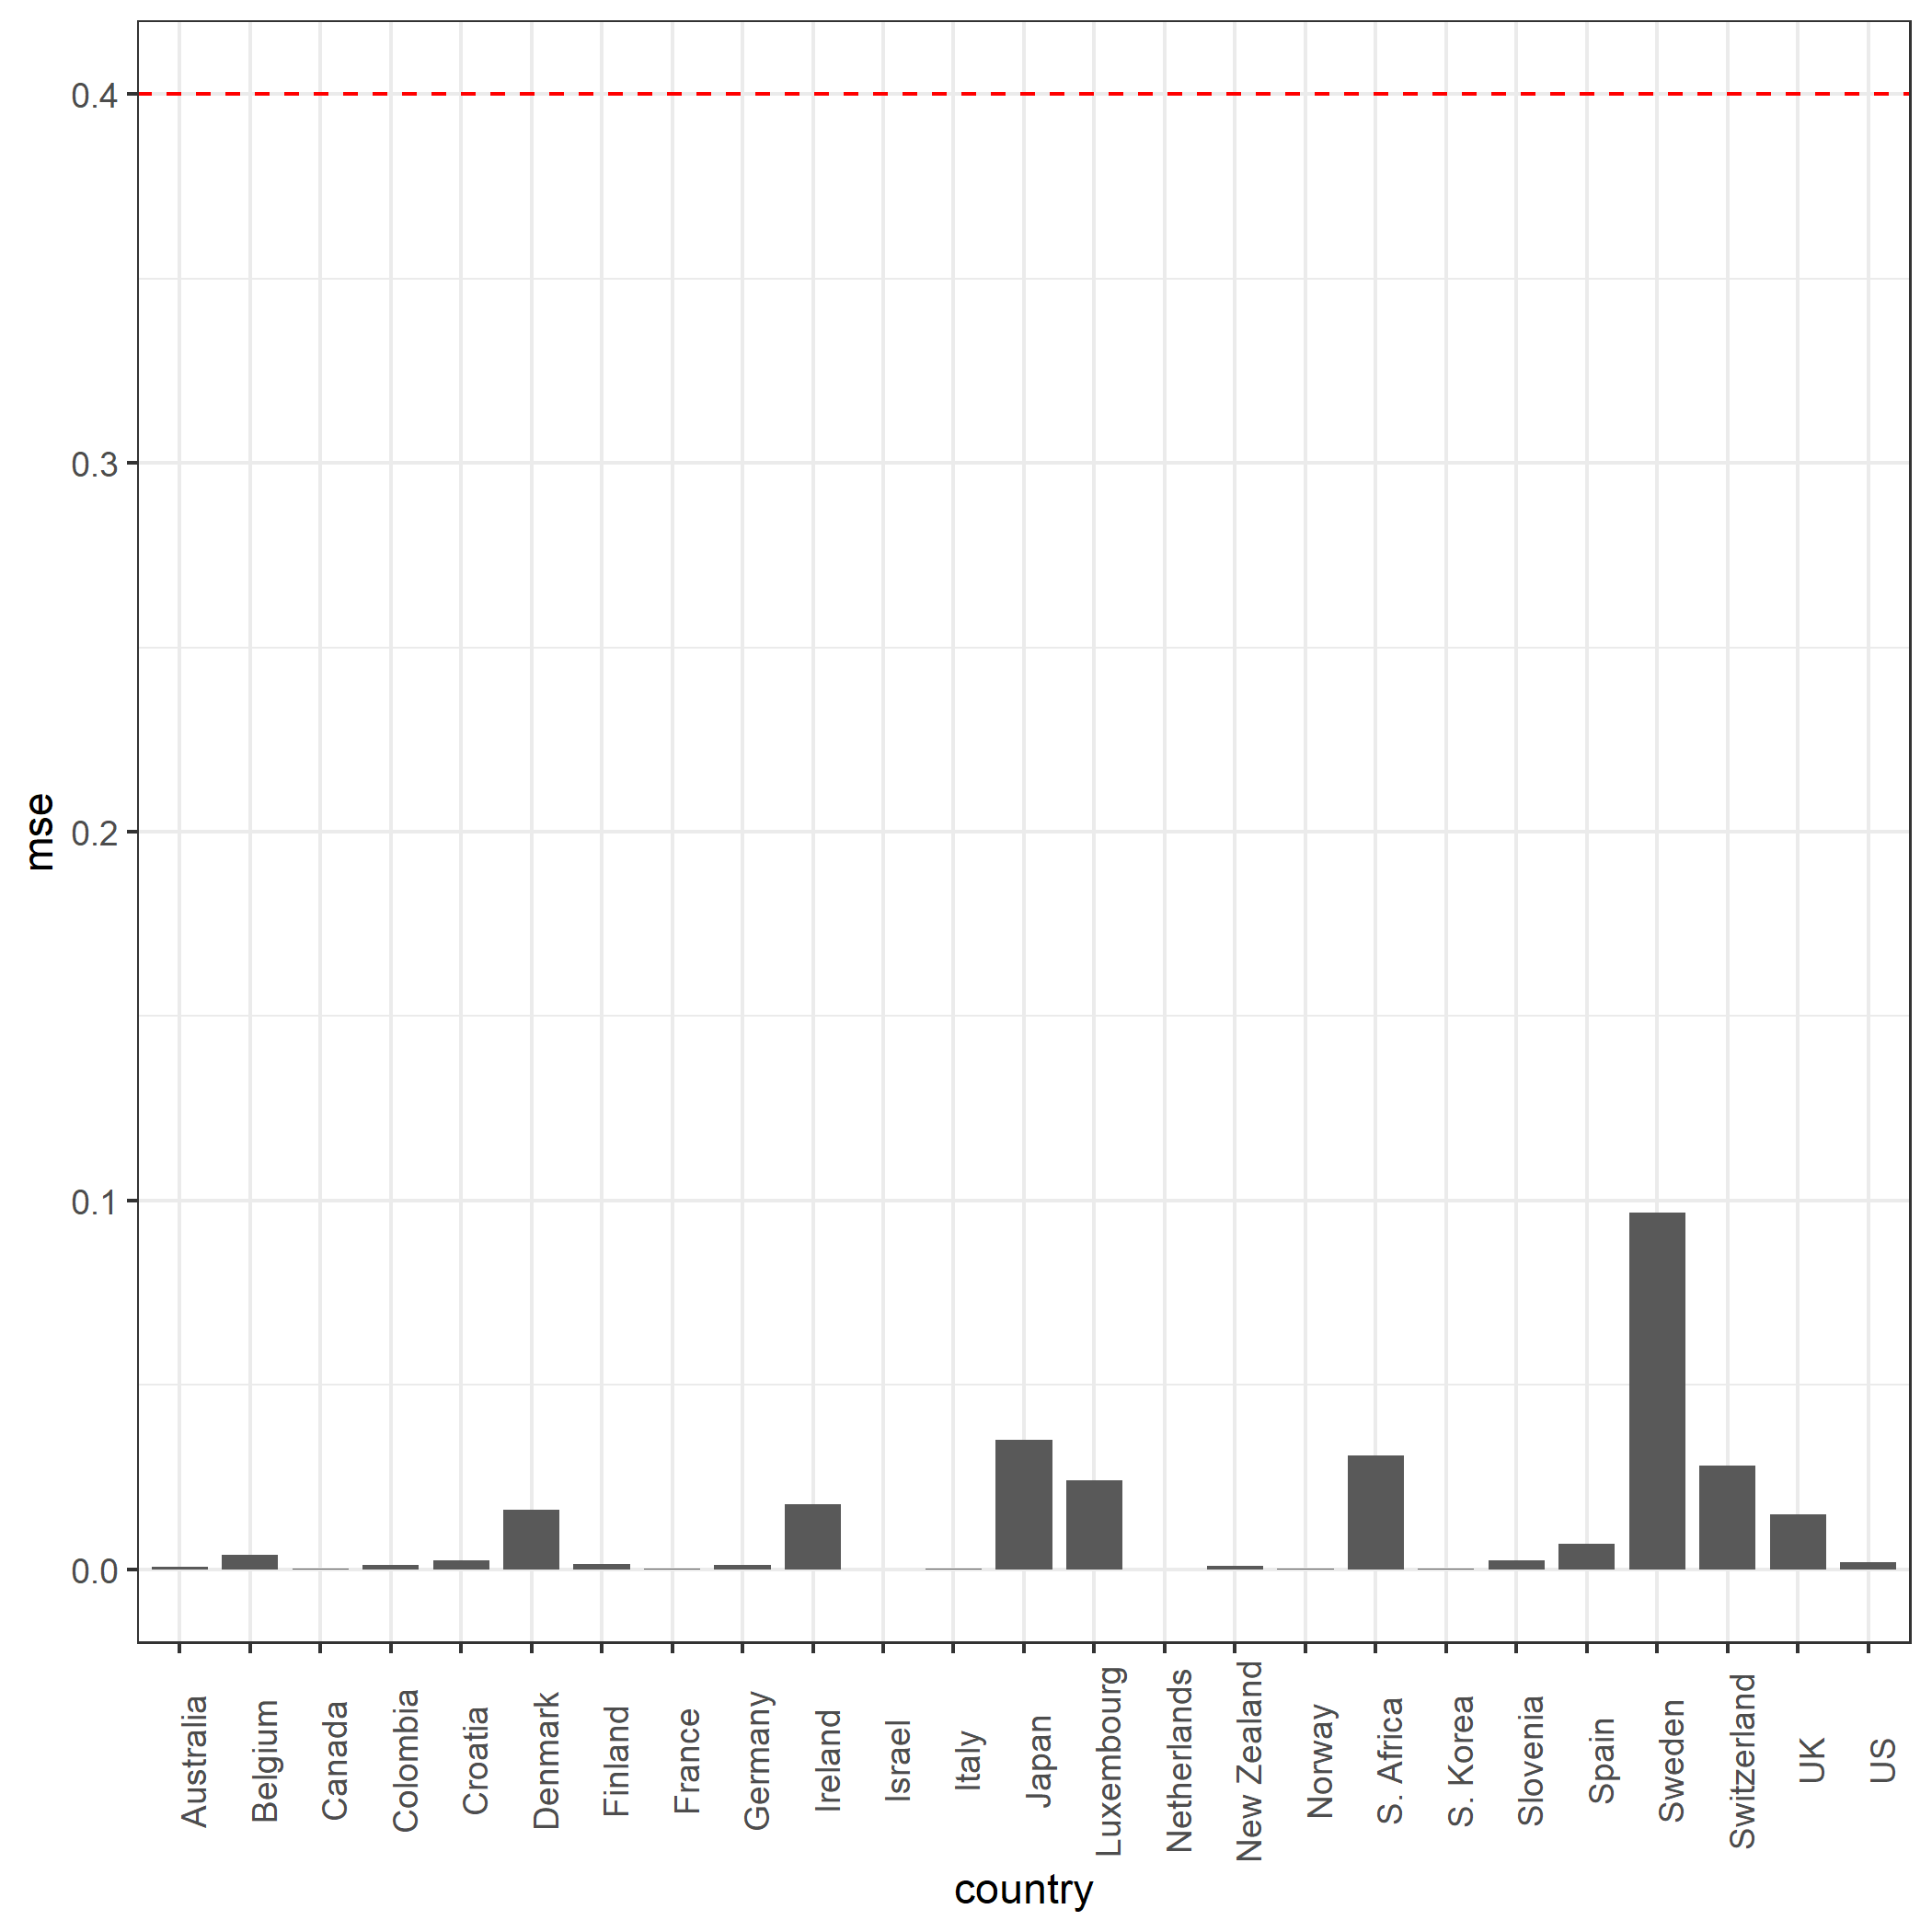 0.4
0.3
0.2
0.1
0.0
mse
Australia
Belgium
Canada
Colombia
Croatia
Denmark
Finland
France
Germany
Ireland
Israel
Italy
Japan
Luxembourg
Netherlands
New Zealand
Norway
S. Africa
S. Korea
Slovenia
Spain
Sweden
Switzerland
UK
US
country